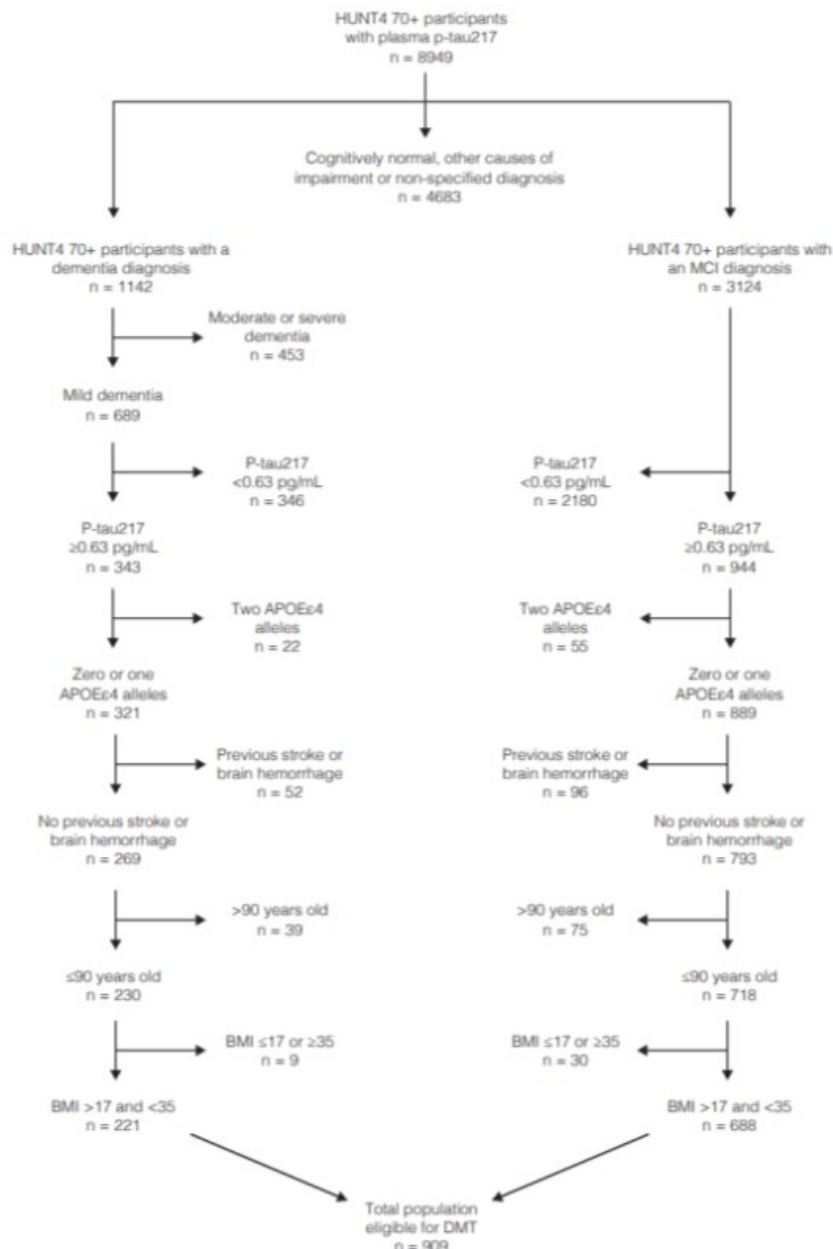 HUNT4 70+ participants
with plasma p-tau217
n = 8949
Cognitively normal, other causes of
impairment or non-specified diagnosis
n = 4683
HUNT4 70+ participants with a
dementia diagnosis
n = 1142
HUNT4 70+ participants with
an MCI diagnosis
n = 3124
Moderate or severe
dementia
n = 453
Mild dementia
n = 689
P-tau217
<0.63 pg/mL
n = 346
P-tau217
<0.63 pg/mL
n = 2180
P-tau217
≥0.63 pg/mL
n = 343
P-tau217
≥0.63 pg/mL
n = 944
Two APOEε4
alleles
n = 22
Two APOEε4
alleles
n = 55
Zero or one
APOEε4 alleles
n = 321
Zero or one
APOEε4 alleles
n = 889
Previous stroke or
brain hemorrhage
n = 52
Previous stroke or
brain hemorrhage
n = 96
No previous stroke or
brain hemorrhage
n = 269
No previous stroke or
brain hemorrhage
n = 793
>90 years old
n = 39
>90 years old
n = 75
≤90 years old
n = 230
≤90 years old
n = 718
BMI ≤17 or ≥35
n = 9
BMI ≤17 or ≥35
n = 30
BMI >17 and <35
n = 221
BMI >17 and <35
n = 688
Total population
eligible for DMT
n = 909